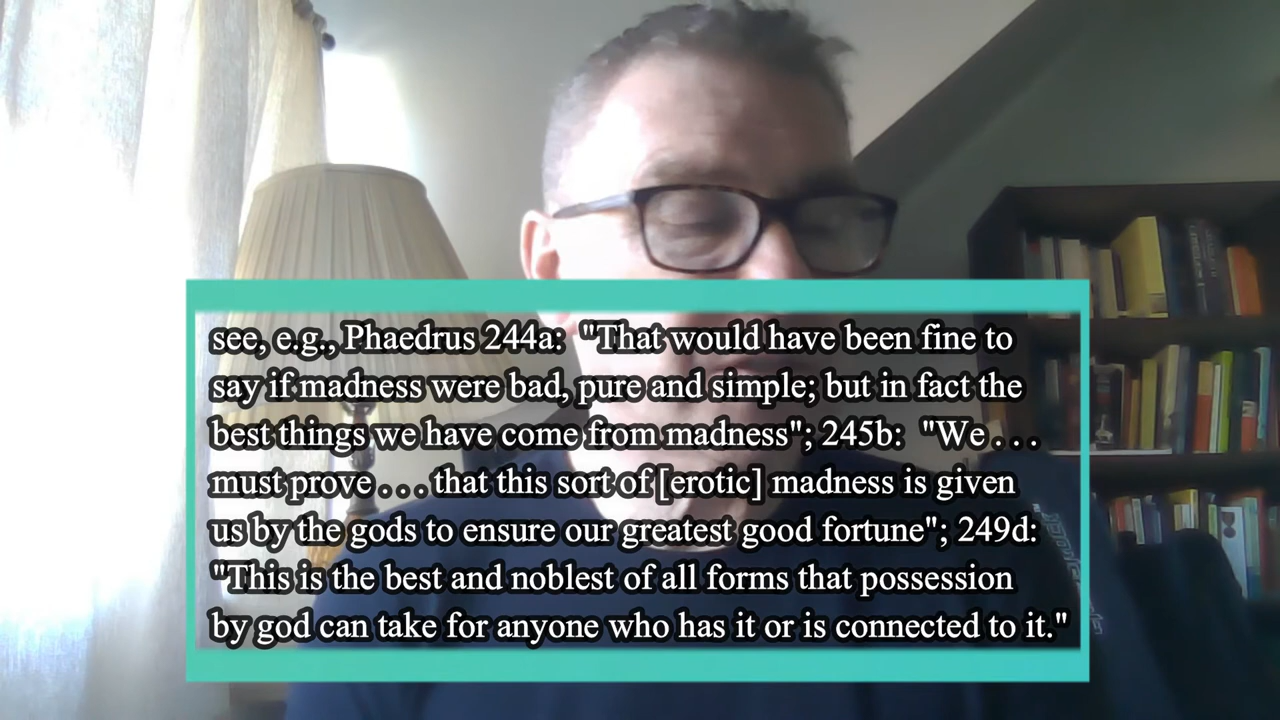 see, e.g., Phaedrus 244a: "That would have been fine to
say if madness were bad, pure and simple; but in fact the
best things we have come from madness"; 245b: "We . . .
must prove . . . that this sort of [erotic] madness is given
us by the gods to ensure our greatest good fortune"; 249d:
"This is the best and noblest of all forms that possession
by god can take for anyone who has it or is connected to it."